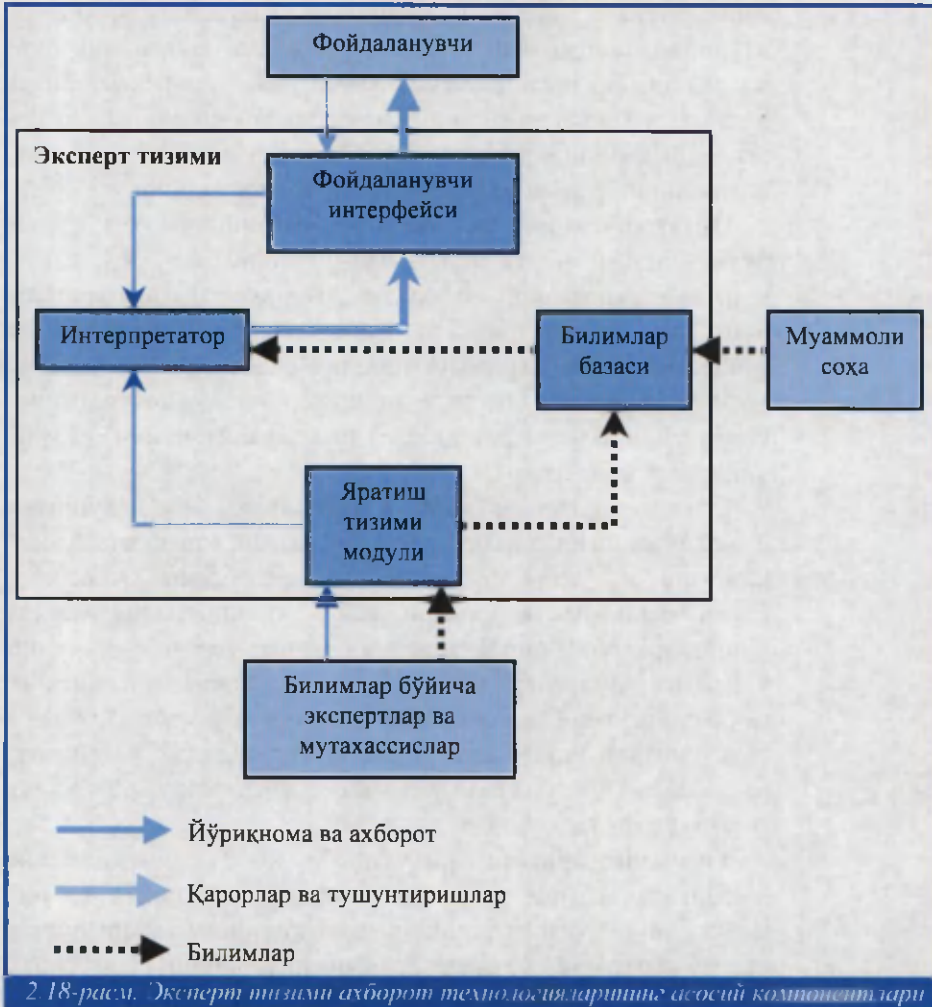 Фойдаланувчи
Эксперт тизими
Фойдаланувчи
интерфейси
Интерпретатор
Билимлар
базаси
Муаммоли
соҳа
Яратиш
тизими
модули
Билимлар бўйича
экспертлар ва
мутахассислар
Йўриқнома ва ахборот
Қарорлар ва тушунтиришлар
Билимлар
2.18-расм. Эксперт тизими ахборот технологияларининг асосий компонентлари